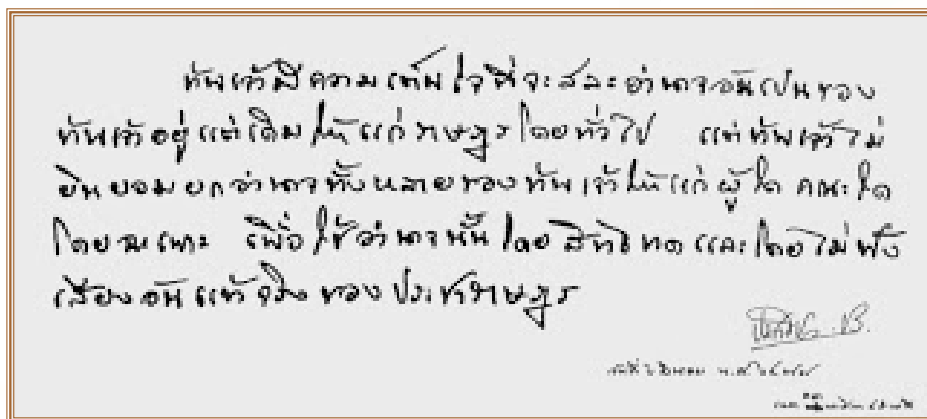 ข้าพเจ้ามีความเต็มใจที่จะสละอำนาจอันเป็นของ
ข้าพเจ้าอยู่แต่เดิมให้แก่ราษฎรโดยทั่วไป แต่ข้าพเจ้าไม่
ยินยอมยกอำนาจทั้งหลายของข้าพเจ้าให้แก่ผู้ใด คณะใด
โดยฉะเพาะ เพื่อใช้อำนาจนั้นโดยสิทธิขาดและโดยไม่ฟัง
เสียงอันแท้จริงของประชาราษฎร